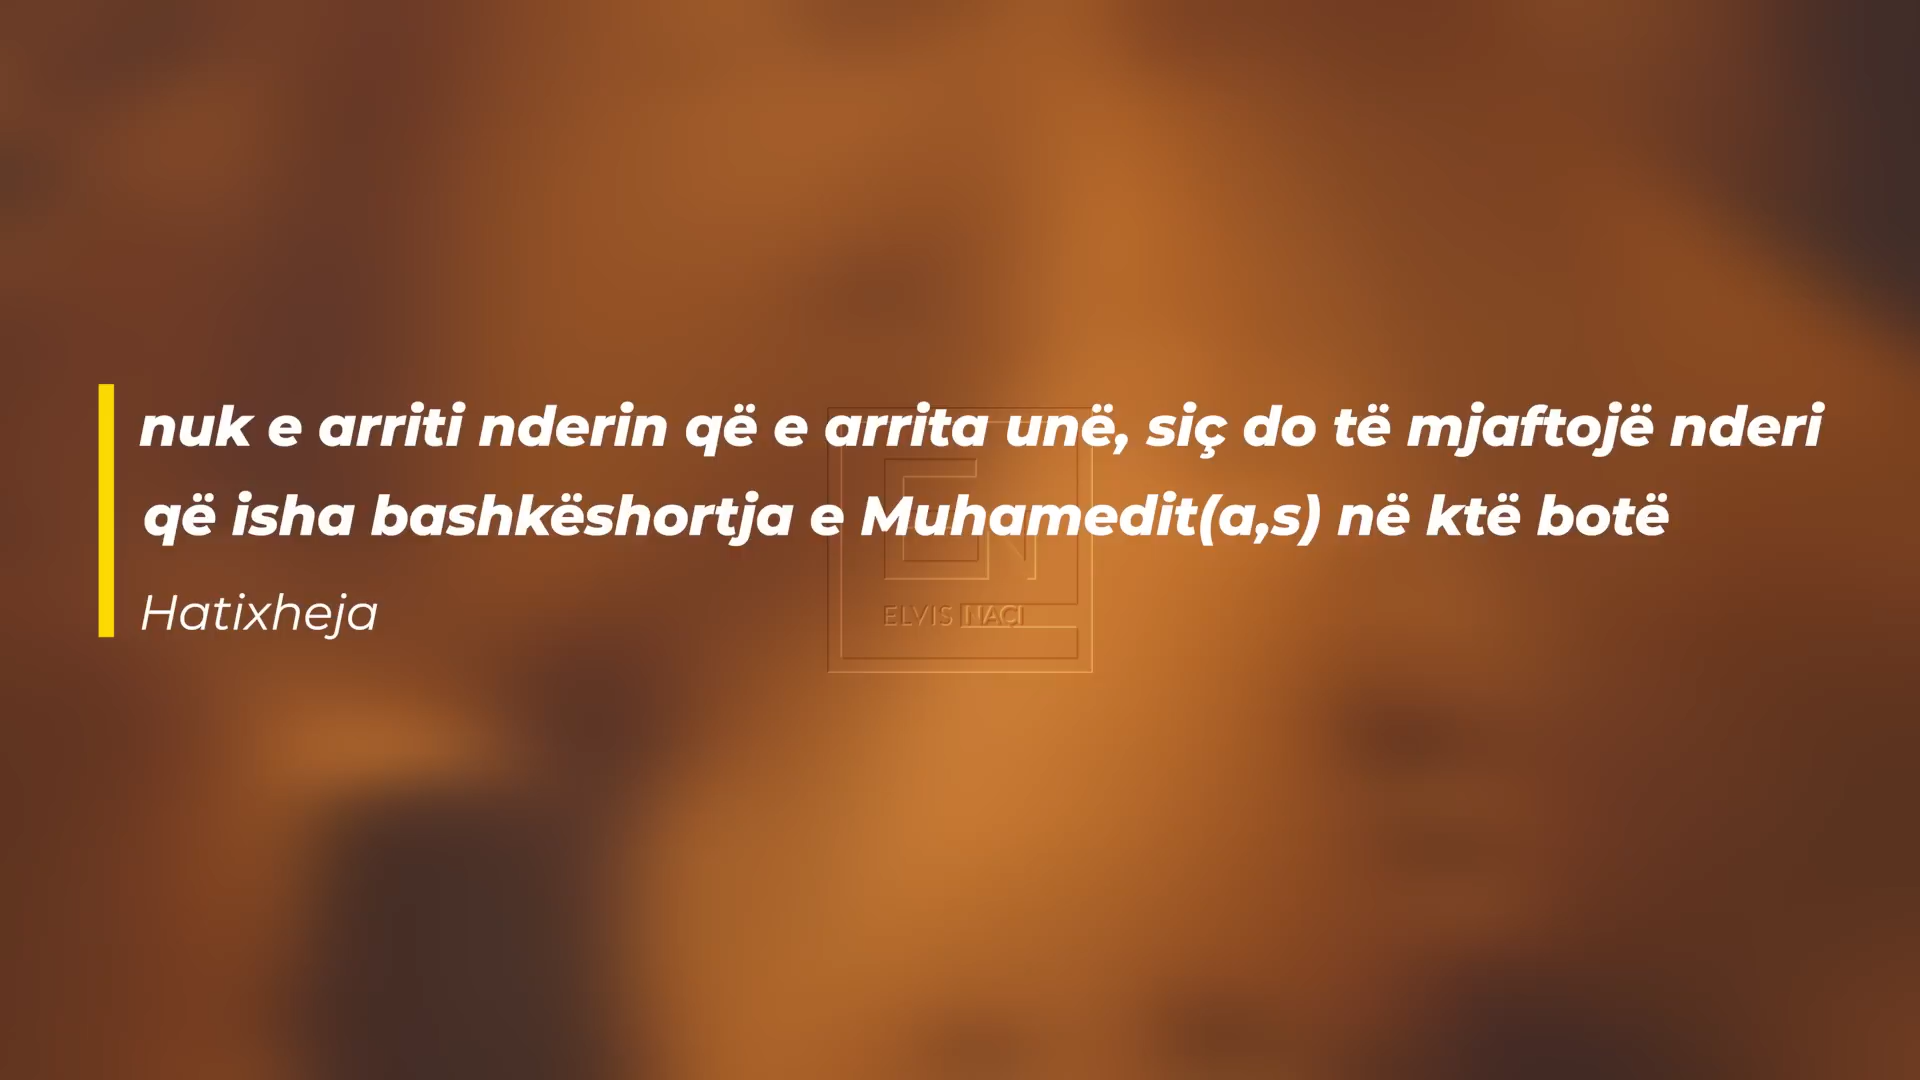 nuk e arriti nderin që e arrita unë, siç do të mjaftojë nderi
që isha bashkëshortja e Muhamedit(a,s) në ktë botë
Hatixheja
ELVIS NAÇI